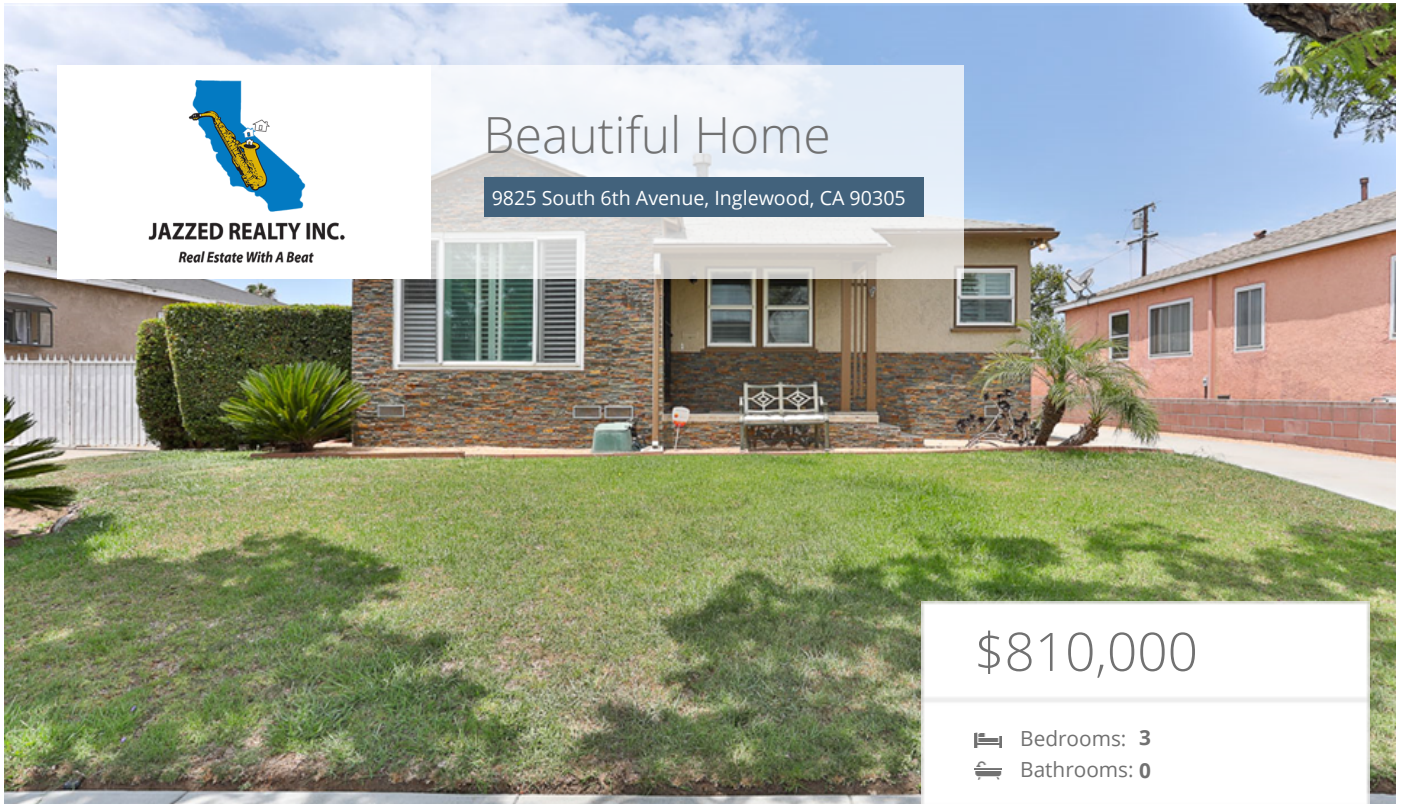 JAZZED REALTY INC.
Real Estate With A Beat
Beautiful Home
9825 South 6th Avenue, Inglewood, CA 90305
$810,000
Bedrooms: 3
Bathrooms: 0